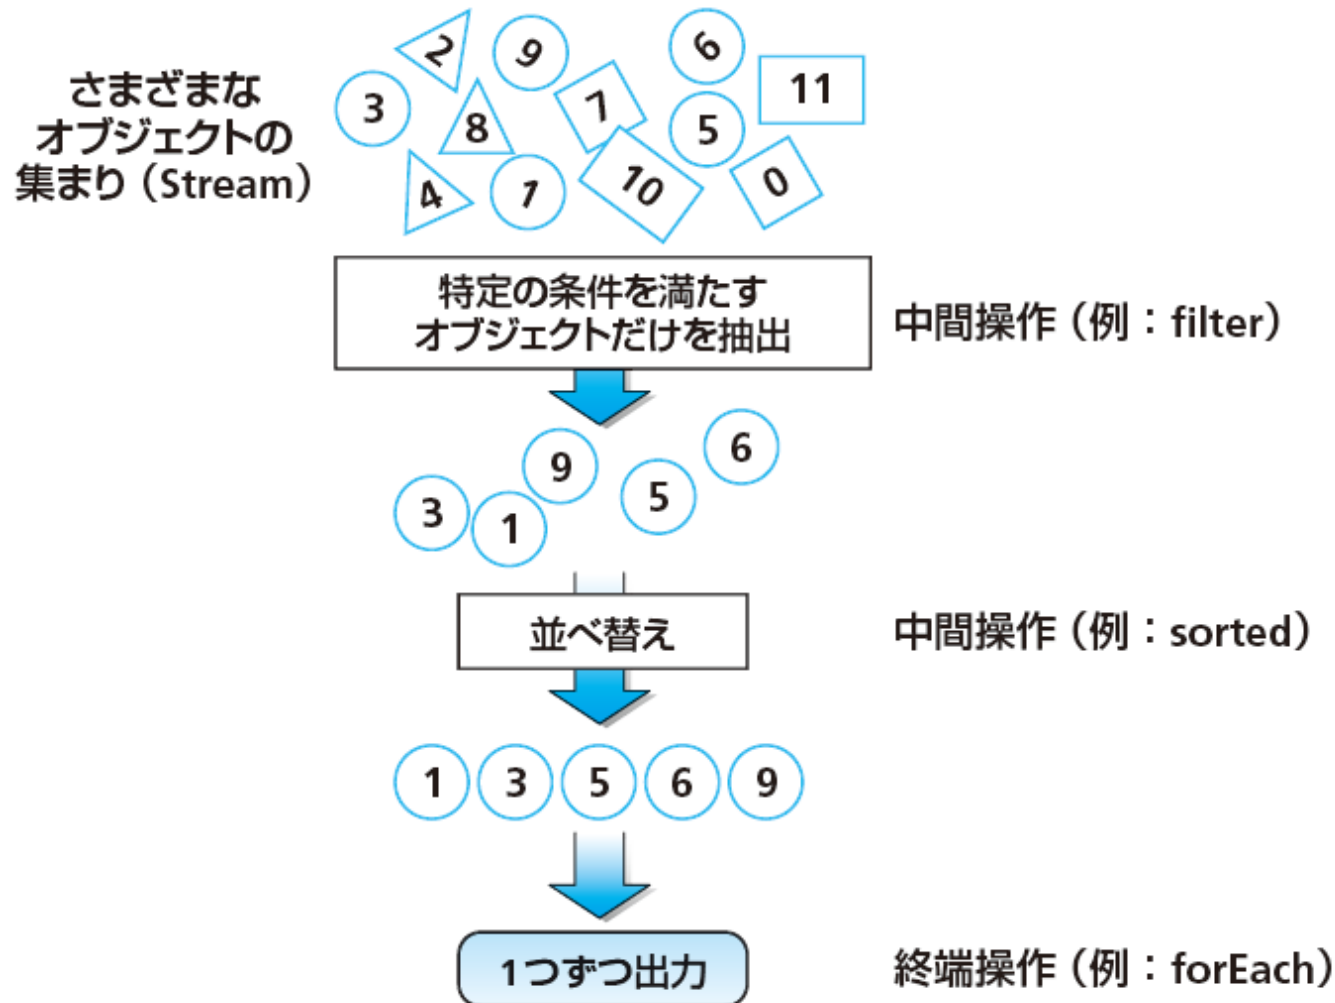 さまざまな
オブジェクトの
集まり（Stream）
2
9
6
11
3
8
7
5
4
1
10
0
特定の条件を満たす
オブジェクトだけを抽出
中間操作（例：filter）
9
6
3
1
5
並べ替え
中間操作（例：sorted）
1 3 5 6 9
1つずつ出力
終端操作（例：forEach）